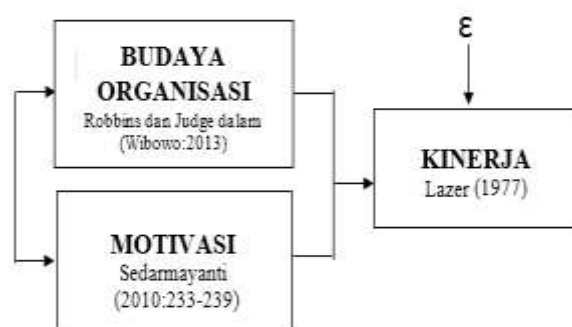 BUDAYA
ORGANISASI
Robbins dan Judge dalam
(Wibowo:2013)
MOTIVASI
Sedarmayanti
(2010:233-239)
ε
KINERJA
Lazer (1977)